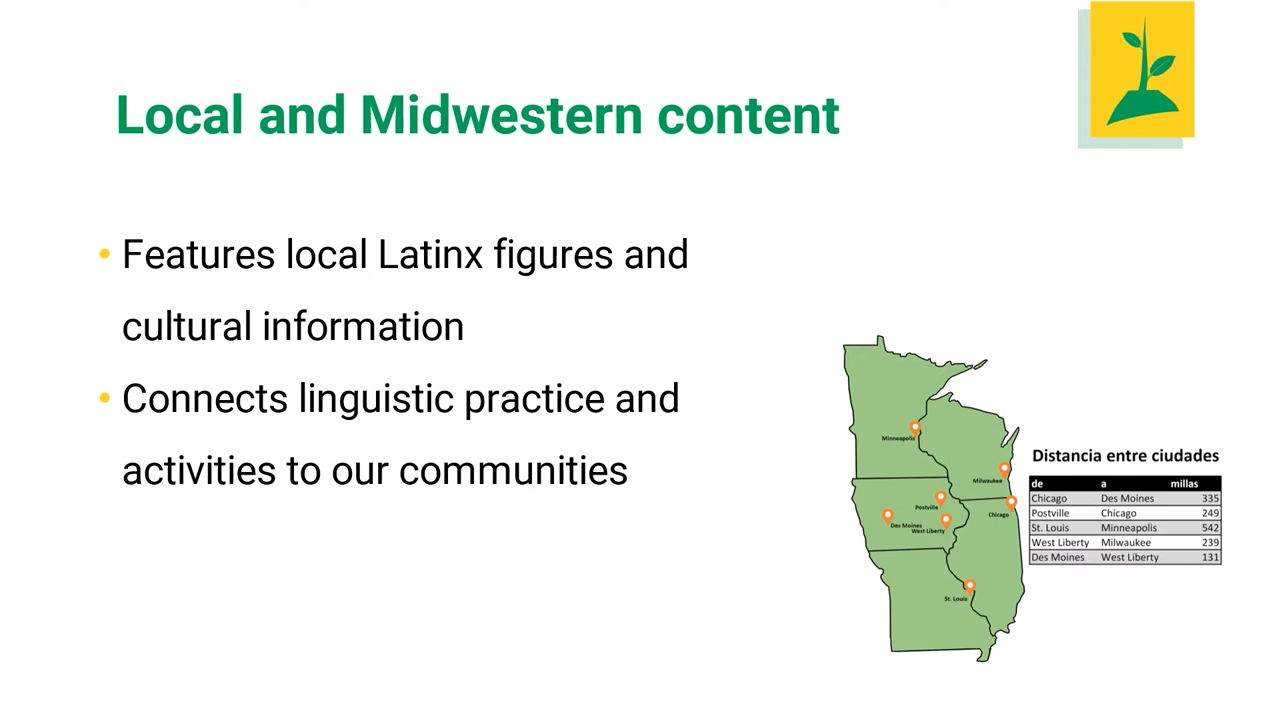 Local and Midwestern content
• Features local Latinx figures and
cultural information
• Connects linguistic practice and
activities to our communities
Minneapolis
Milwaukee
Postville
Chicago
Des Moines
West Liberty
St. Louis
Distancia entre ciudades
de a millas
Chicago Des Moines 335
Postville Chicago 249
St. Louis Minneapolis 542
West Liberty Milwaukee 239
Des Moines West Liberty 131